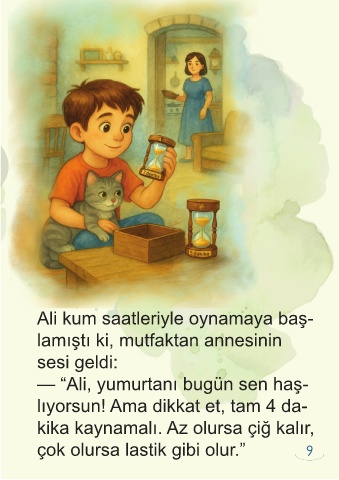 Ali kum saatleriyle oynamaya baş-
lamıştı ki, mutfaktan annesinin
sesi geldi:
— “Ali, yumurtanı bugün sen haş-
lıyorsun! Ama dikkat et, tam 4 da-
kika kaynamalı. Az olursa çiğ kalır,
çok olursa lastik gibi olur.”
9